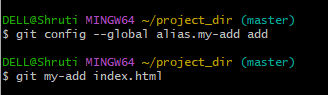 DELL@Shruti MINGW64 ~/project_dir (master)
$ git config --global alias.my-add add
DELL@Shruti MINGW64 ~/project_dir (master)
$ git my-add index.html